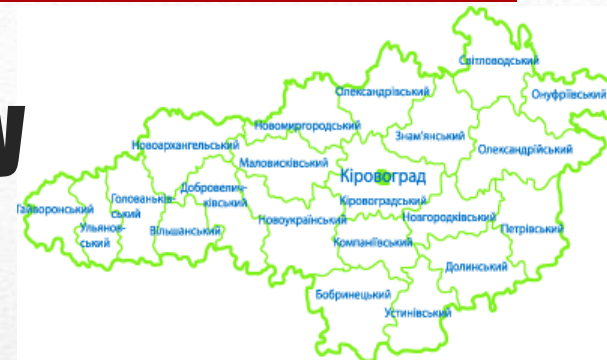 Світловодський
Олександрівський
Онуфріївський
Новомиргородський
Знам'янський
Новоархангельський
Олександрійський
Маловисківський
Кіровоград
Добровелич-
ківський
Голованьків-
ський
Кіровоградський
Гайворонський
Новоукраїнський
Новгородківський
Ульянов-
ський
Вільшанський
Петрівський
Компаніївський
Долинський
Бобринецький
Устинівський